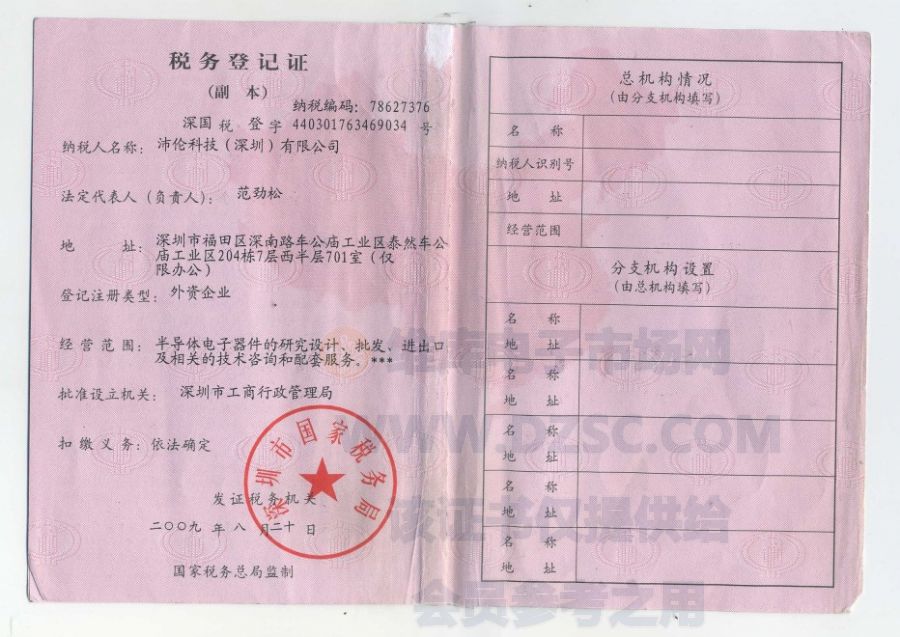 税务登记证
(副 本)
纳税编码: 78627376
深国 税 登 字 440301763469034 号
纳税人名称: 沛伦科技(深圳)有限公司
法定代表人(负责人): 范劲松
地 址: 深圳市福田区深南路车公庙工业区泰然车公
庙工业区204栋7层西半层701室(仅
限办公)
登记注册类型: 外资企业
经 营 范 围: 半导体电子器件的研究设计、批发、进出口
及相关的技术咨询和配套服务。***
批准设立机关: 深圳市工商行政管理局
扣 缴 义 务: 依法确定
深圳市国家税务局
发证税务机关
二〇〇九 年 八 月二十 日
国家税务总局监制
总机构情况
(由分支机构填写)
名 称
纳税人识别号
地 址
经营范围
分支机构设置
(由总机构填写)
名 称
地 址
名 称
地 址
名 称
地 址
名 称
地 址
名 称
地 址
维库电子市场网
WWW.DZSC.COM
该证书仅提供给
会员参考之用